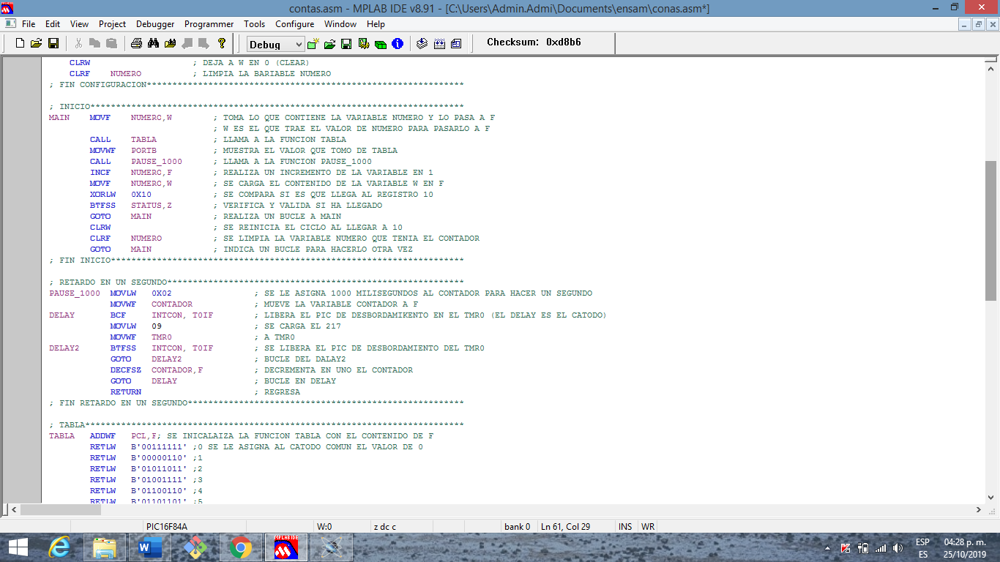 contas.asm - MPLAB IDE v8.91 - [C:\Users\Admin.Admi\Documents\ensam\conas.asm*]
File Edit View Project Debugger Programmer Tools Configure Window Help
Debug Checksum: 0xd8b6
CLRW ; DEJA A W EN 0 (CLEAR)
CLRF NUMERO ; LIMPIA LA BARIABLE NUMERO
; FIN CONFIGURACION**************************************************************
; INICIO*************************************************************************
MAIN MOVF NUMERO,W ; TOMA LO QUE CONTIENE LA VARIABLE NUMERO Y LO PASA A F
; W ES EL QUE TRAE EL VALOR DE NUMERO PARA PASARLO A F
CALL TABLA ; LLAMA A LA FUNCION TABLA
MOVWF PORTB ; MUESTRA EL VALOR QUE TOMO DE TABLA
CALL PAUSE_1000 ; LLAMA A LA FUNCION PAUSE_1000
INCF NUMERO,F ; REALIZA UN INCREMENTO DE LA VARIABLE EN 1
MOVF NUMERO,W ; SE CARGA EL CONTENIDO DE LA VARIABLE W EN F
XORLW 0X10 ; SE COMPARA SI ES QUE LLEGA AL REGISTRO 10
BTFSS STATUS,Z ; VERIFICA Y VALIDA SI HA LLEGADO
GOTO MAIN ; REALIZA UN BUCLE A MAIN
CLRW ; SE REINICIA EL CICLO AL LLEGAR A 10
CLRF NUMERO ; SE LIMPIA LA VARIABLE NUMERO QUE TENIA EL CONTADOR
GOTO MAIN ; INDICA UN BUCLE PARA HACERLO OTRA VEZ
; FIN INICIO*********************************************************************
; RETARDO EN UN SEGUNDO**********************************************************
PAUSE_1000 MOVLW 0X02 ; SE LE ASIGNA 1000 MILISEGUNDOS AL CONTADOR PARA HACER UN SEGUNDO
MOVWF CONTADOR ; MUEVE LA VARIABLE CONTADOR A F
DELAY BCF INTCON, T0IF ; LIBERA EL PIC DE DESBORDAMIKENTO EN EL TMR0 (EL DELAY ES EL CATODO)
MOVLW 09 ; SE CARGA EL 217
MOVWF TMR0 ; A TMR0
DELAY2 BTFSS INTCON, T0IF ; SE LIBERA EL PIC DE DESBORDAMIENTO DEL TMR0
GOTO DELAY2 ; BUCLE DEL DALAY2
DECFSZ CONTADOR,F ; DECREMENTA EN UNO EL CONTADOR
GOTO DELAY ; BUCLE EN DELAY
RETURN ; REGRESA
; FIN RETARDO EN UN SEGUNDO******************************************************
; TABLA**************************************************************************
TABLA ADDWF PCL,F; SE INICALAIZA LA FUNCION TABLA CON EL CONTENIDO DE F
RETLW B'00111111' ;0 SE LE ASIGNA AL CATODO COMUN EL VALOR DE 0
RETLW B'00000110' ;1
RETLW B'01011011' ;2
RETLW B'01001111' ;3
RETLW B'01100110' ;4
RETLW B'01101101' ;5
PIC16F84A W:0 z dc c bank 0 Ln 61, Col 29 INS WR
MPLAB IDE
ESP 04:28 p. m.
ES 25/10/2019